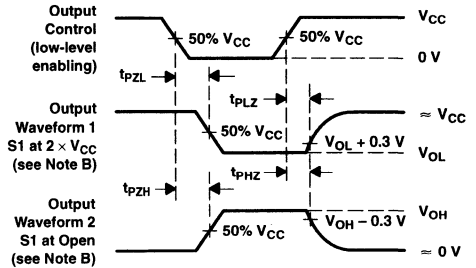 Output
Control
(low-level
enabling)
50% VCC
50% VCC
VCC
0 V
tPZL
tPLZ
Output
Waveform 1
S1 at 2 × VCC
(see Note B)
50% VCC
VOL + 0.3 V
≈ VCC
VOL
tPZH
tPHZ
Output
Waveform 2
S1 at Open
(see Note B)
50% VCC
VOH − 0.3 V
VOH
≈ 0 V